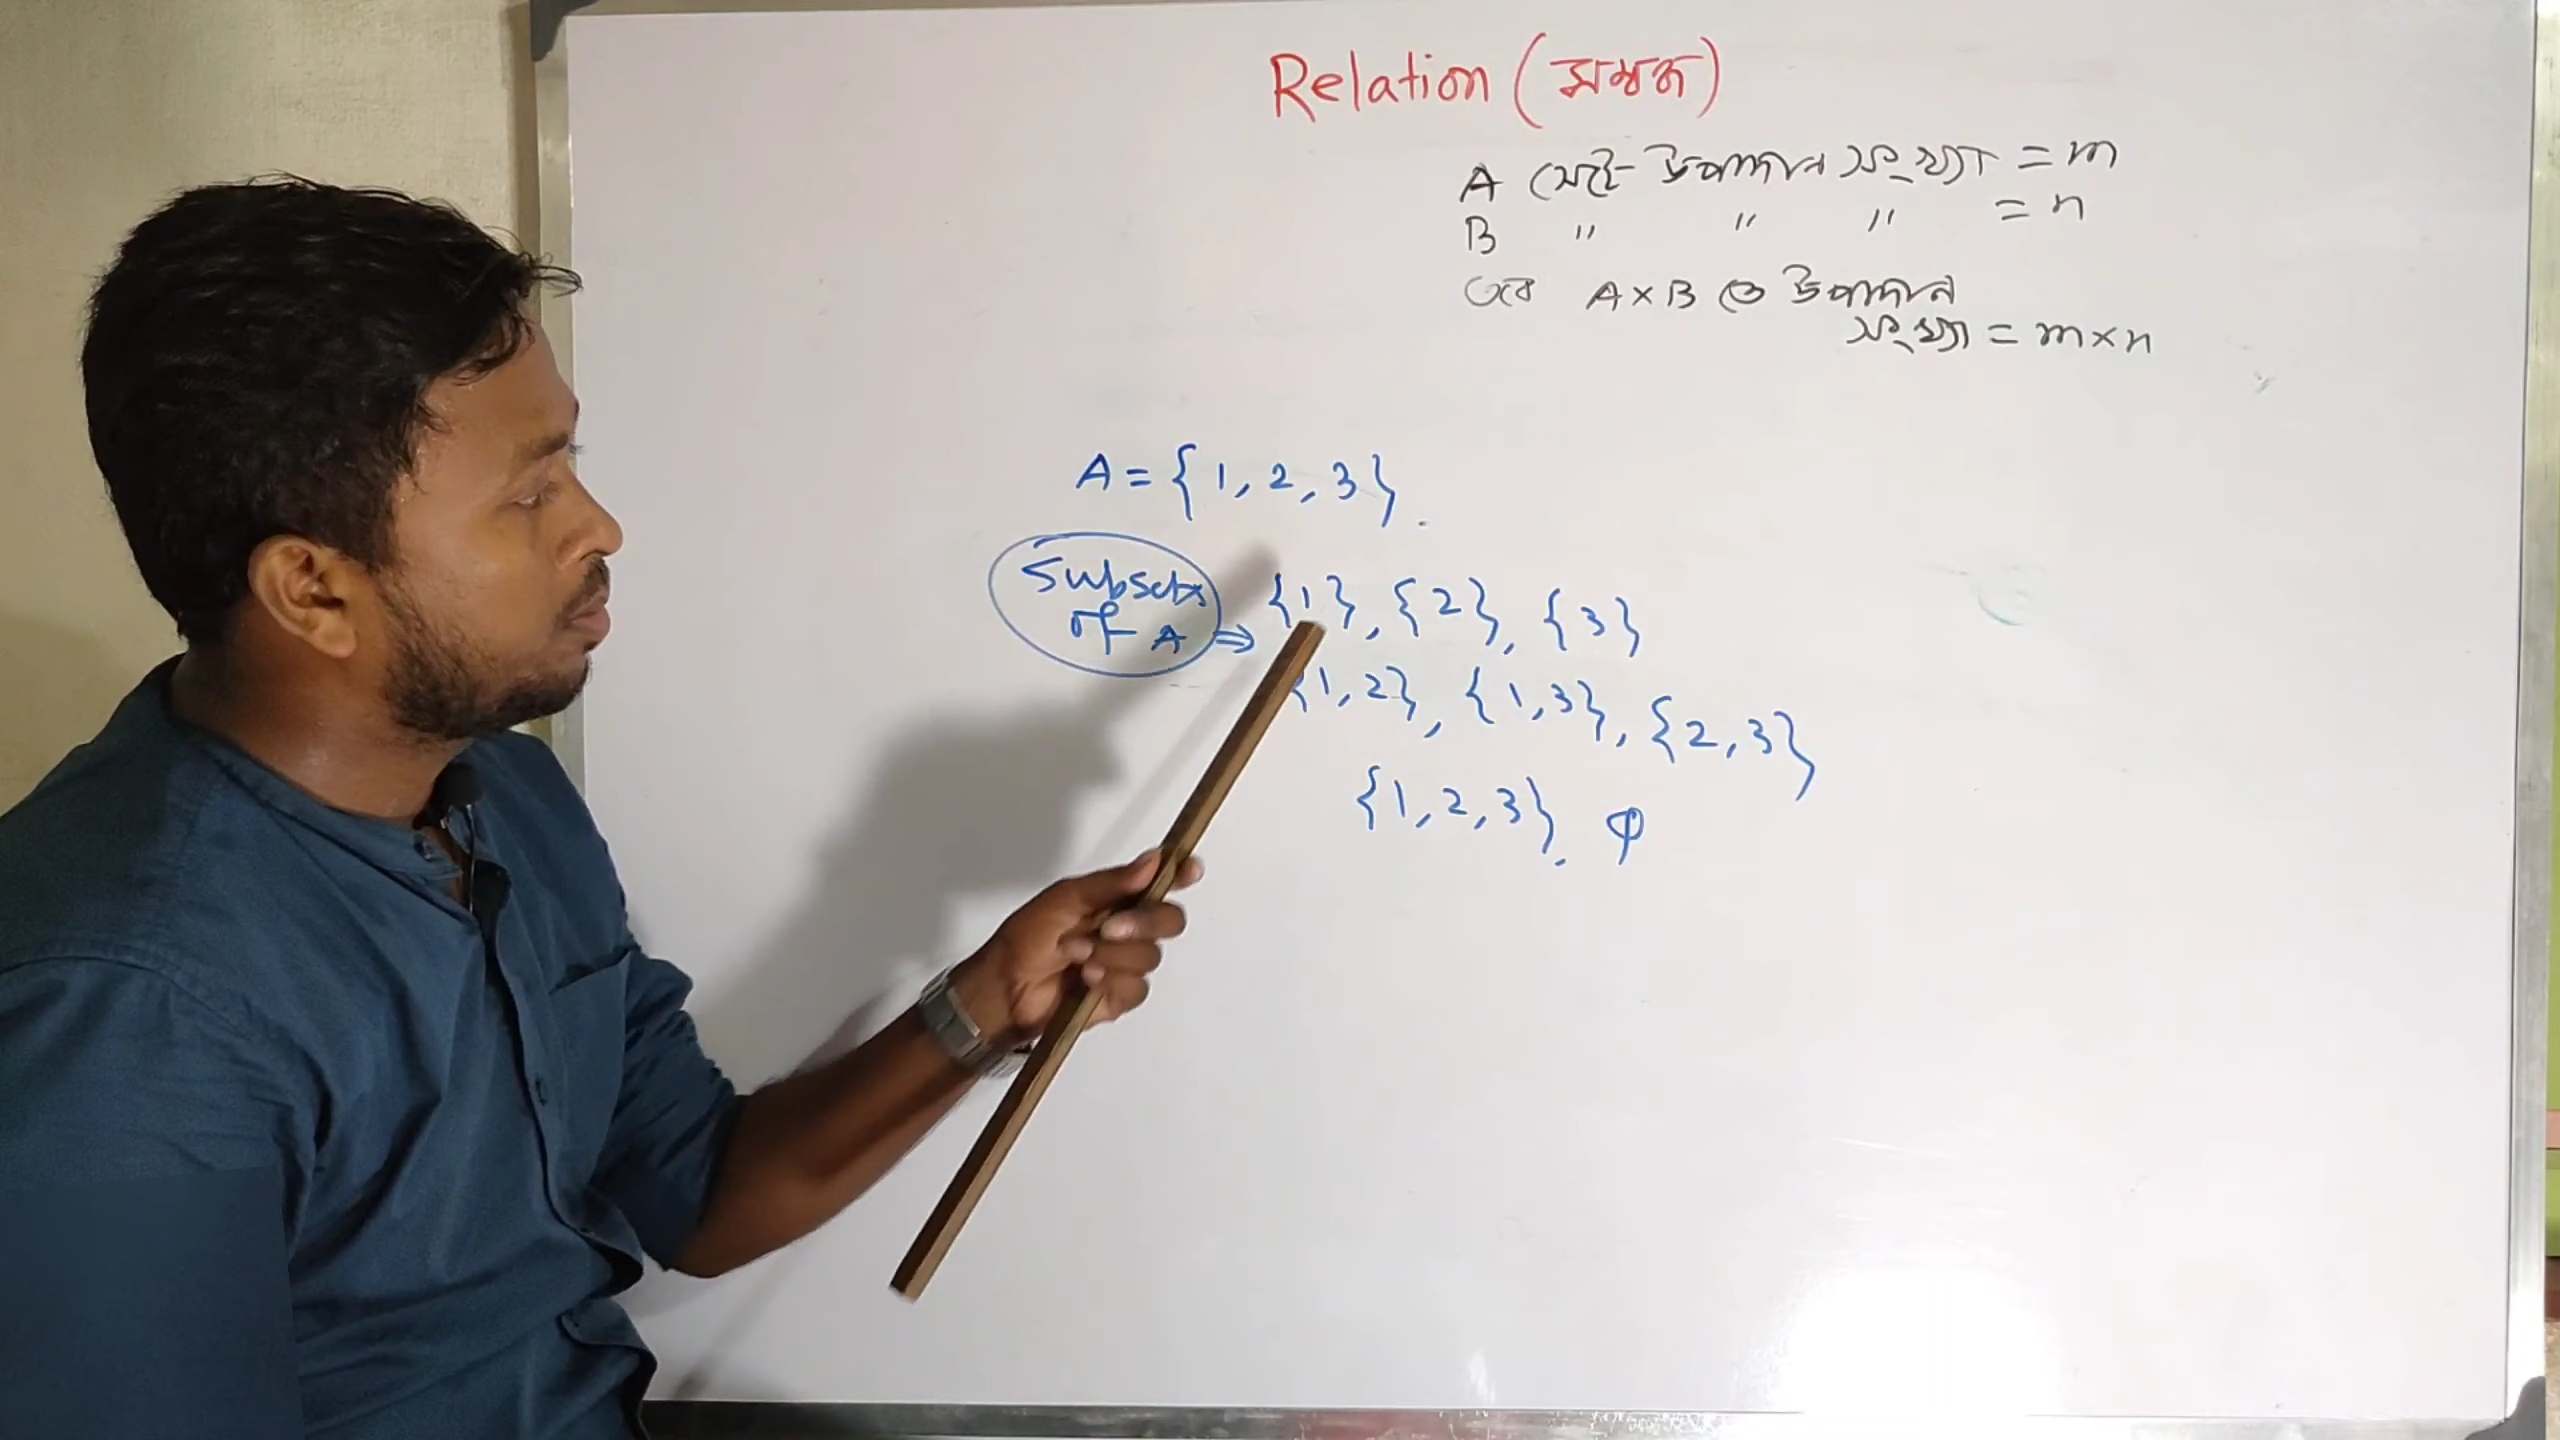 Relation (সম্বন্ধ)
A সেটে উপাদান সংখ্যা = m
B " " " = n
তবে A×B তে উপাদান
সংখ্যা = m×n
A = {1, 2, 3}.
Subsets
of A ⇒ {1}, {2}, {3}
{1, 2}, {1, 3}, {2, 3}
{1, 2, 3}. φ